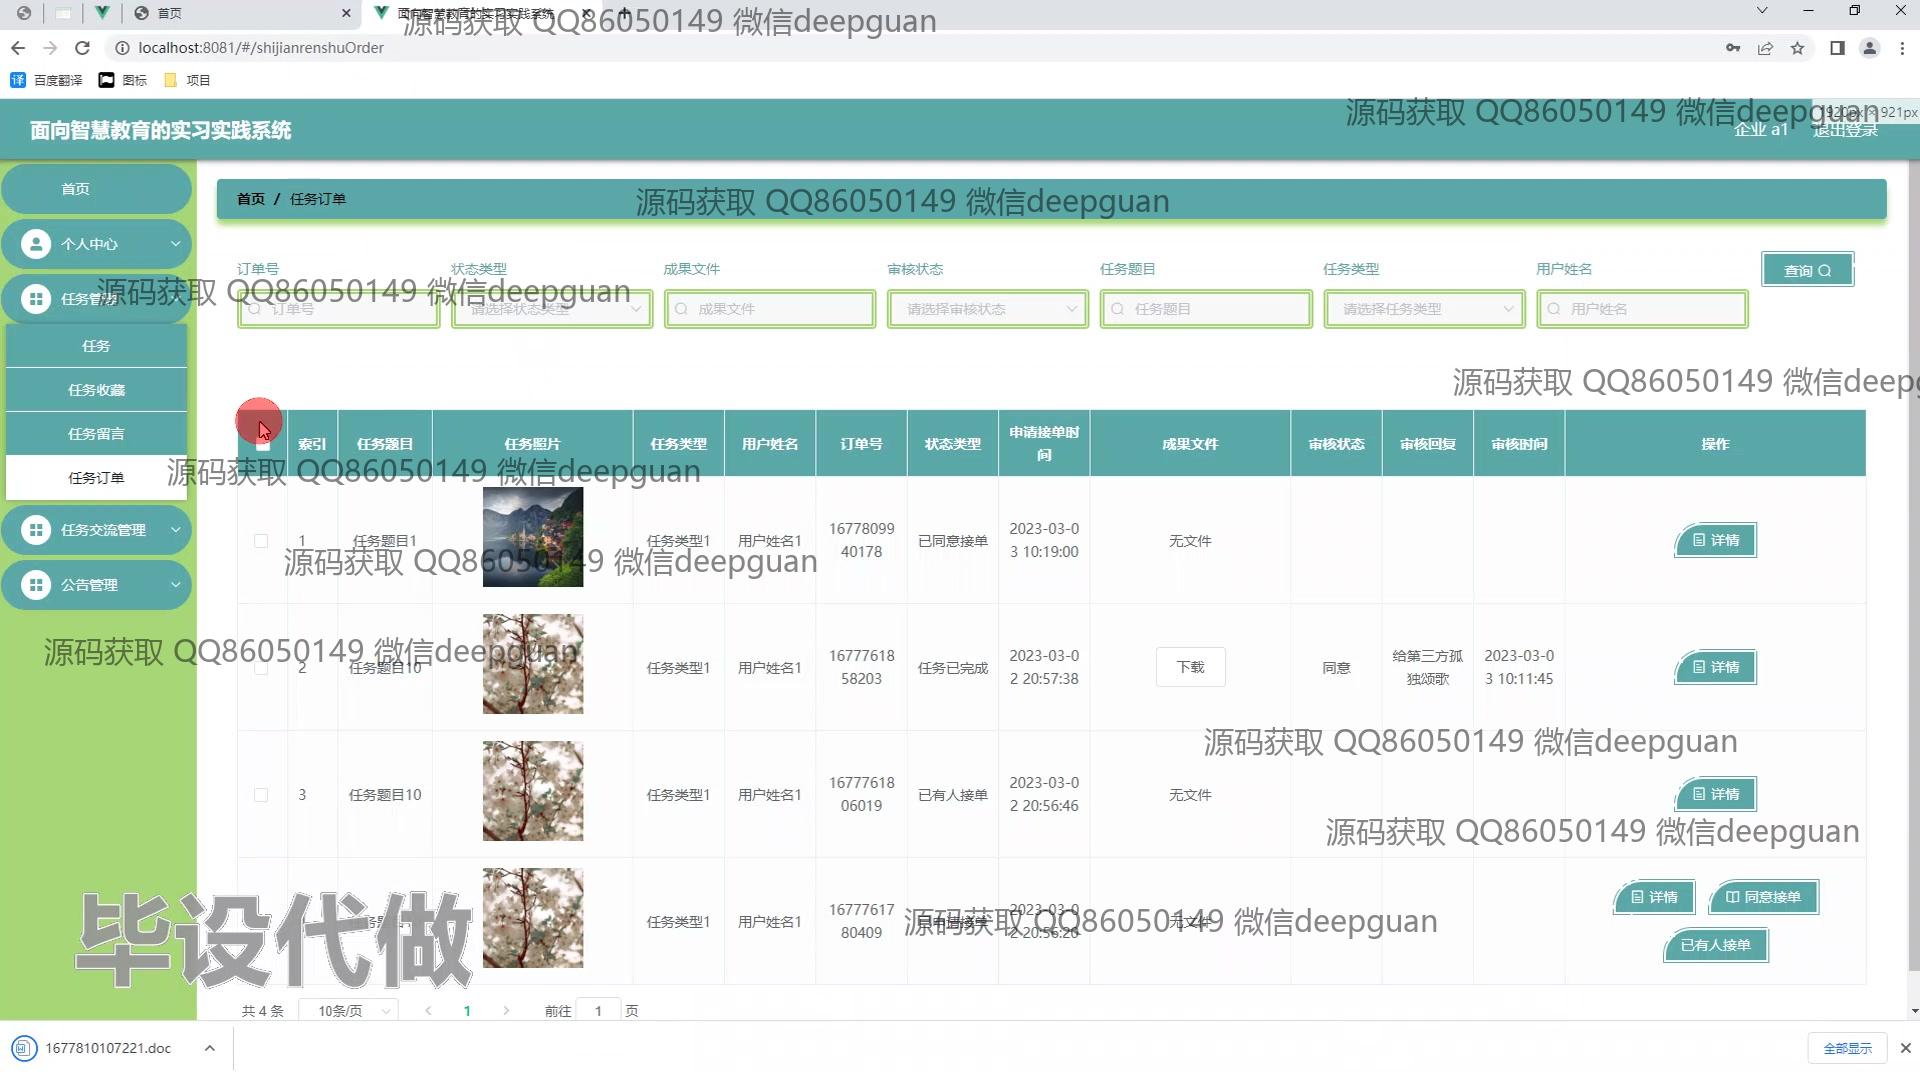 首页
面向智慧教育的实习实践系统
源码获取 QQ86050149 微信deepguan
localhost:8081/#/shijianrenshuOrder
百度翻译
图标
项目
面向智慧教育的实习实践系统
源码获取 QQ86050149 微信deepguan
921px
企业 a1
退出登录
首页
个人中心
任务管理
任务
任务收藏
任务留言
任务订单
任务交流管理
公告管理
首页 / 任务订单
源码获取 QQ86050149 微信deepguan
订单号 状态类型 成果文件 审核状态 任务题目 任务类型 用户姓名
查询
源码获取 QQ86050149 微信deepguan
订单号 请选择状态类型 成果文件 请选择审核状态 任务题目 请选择任务类型 用户姓名
源码获取 QQ86050149 微信deep
索引 任务题目 任务照片 任务类型 用户姓名 订单号 状态类型 申请接单时间 成果文件 审核状态 审核回复 审核时间 操作
源码获取 QQ86050149 微信deepguan
1 任务题目1 任务类型1 用户姓名1 1677809940178 已同意接单 2023-03-03 10:19:00 无文件 详情
源码获取 QQ86050149 微信deepguan
源码获取 QQ86050149 微信deepguan
2 任务题目10 任务类型1 用户姓名1 1677761858203 任务已完成 2023-03-02 20:57:38 下载 同意 给第三方孤独颂歌 2023-03-03 10:11:45 详情
源码获取 QQ86050149 微信deepguan
3 任务题目10 任务类型1 用户姓名1 1677761806019 已有人接单 2023-03-02 20:56:46 无文件 详情
源码获取 QQ86050149 微信deepguan
任务类型1 用户姓名1 1677761780409 已申请接单 2023-03-02 20:56:20 无文件 详情 同意接单
已有人接单
源码获取 QQ86050149 微信deepguan
毕设代做
共 4 条 10条/页 1 前往 1 页
1677810107221.doc
全部显示